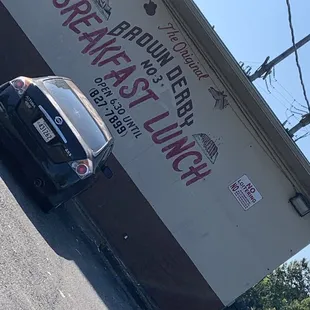 The Original
BROWN DERBY
NO. 3
BREAKFAST LUNCH
OPEN 6:30 UNTIL
(827-7899)
NO